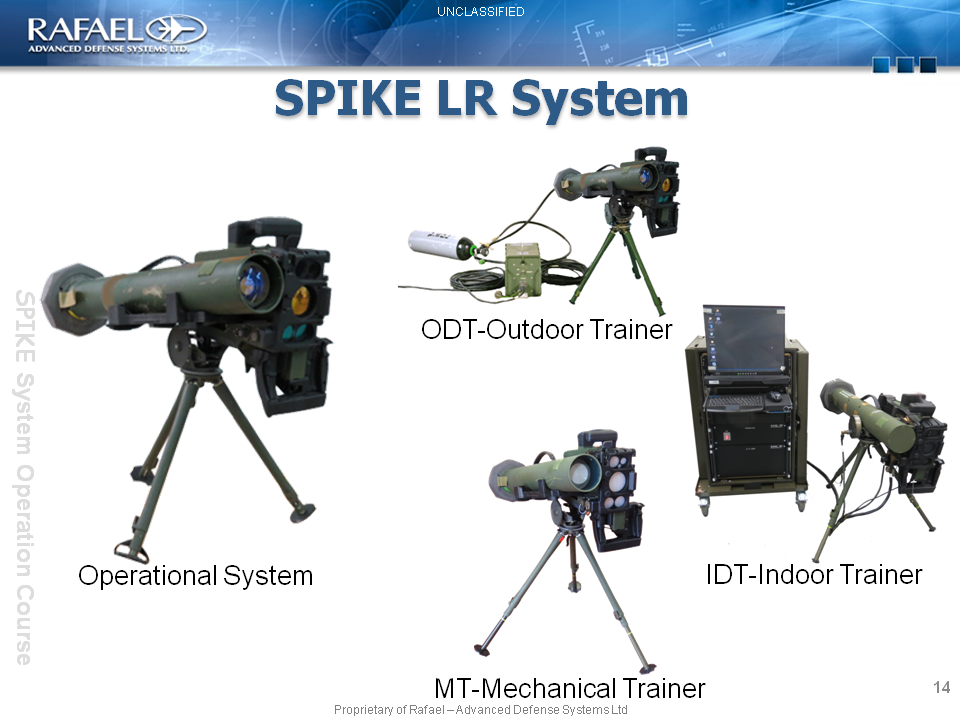 UNCLASSIFIED
RAFAEL
ADVANCED DEFENSE SYSTEMS LTD.
SPIKE LR System
SPIKE System Operation Course
ODT-Outdoor Trainer
Operational System
IDT-Indoor Trainer
MT-Mechanical Trainer
14
Proprietary of Rafael – Advanced Defense Systems Ltd